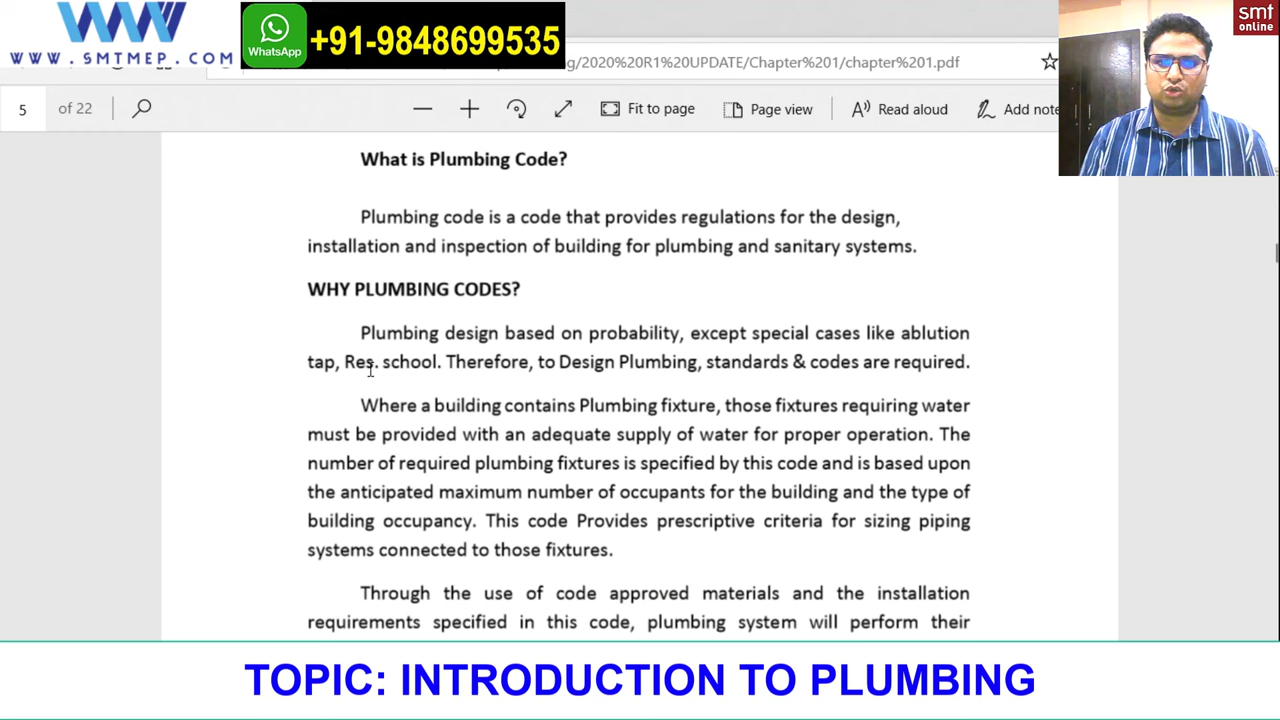 WWW.SMTMEP.COM
WhatsApp
+91-9848699535
smt
online
/2020%20R1%20UPDATE/Chapter%201/chapter%201.pdf
5 of 22
Fit to page
Page view
Read aloud
Add note
What is Plumbing Code?
Plumbing code is a code that provides regulations for the design,
installation and inspection of building for plumbing and sanitary systems.
WHY PLUMBING CODES?
Plumbing design based on probability, except special cases like ablution
tap, Res. school. Therefore, to Design Plumbing, standards & codes are required.
Where a building contains Plumbing fixture, those fixtures requiring water
must be provided with an adequate supply of water for proper operation. The
number of required plumbing fixtures is specified by this code and is based upon
the anticipated maximum number of occupants for the building and the type of
building occupancy. This code Provides prescriptive criteria for sizing piping
systems connected to those fixtures.
Through the use of code approved materials and the installation
requirements specified in this code, plumbing system will perform their
TOPIC: INTRODUCTION TO PLUMBING